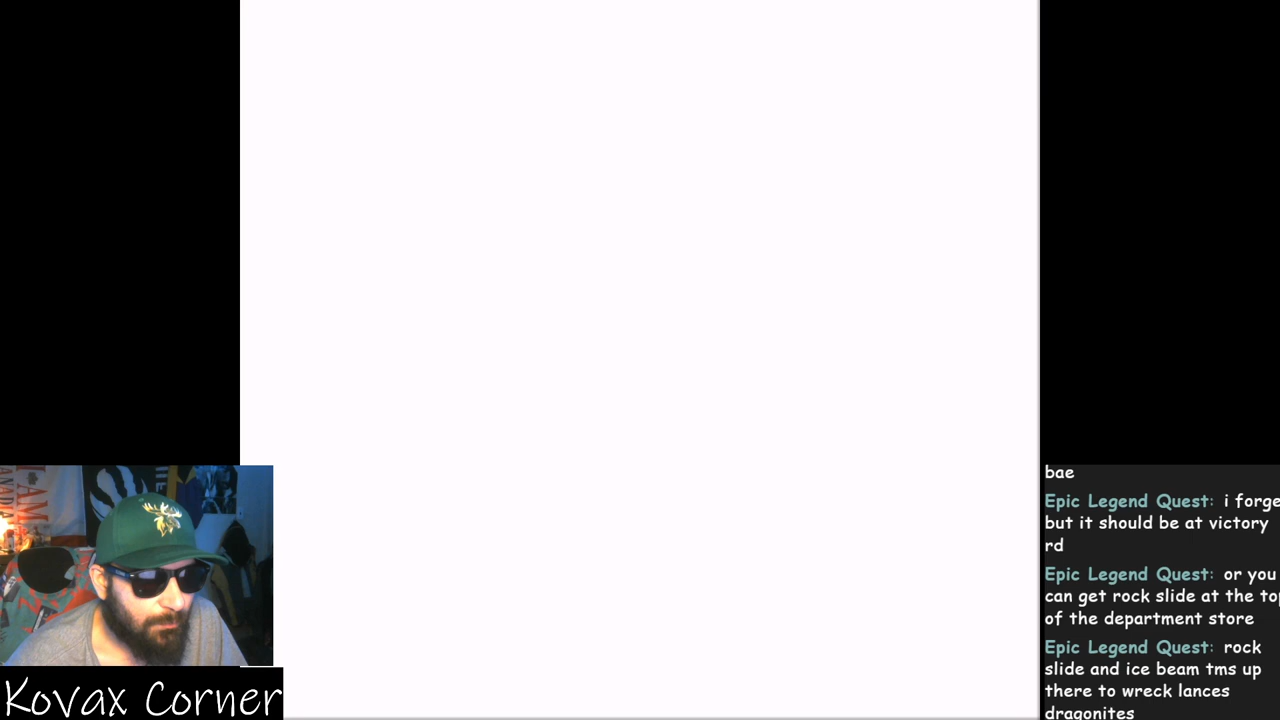 bae
Epic Legend Quest: i forge
but it should be at victory
rd
Epic Legend Quest: or you
can get rock slide at the top
of the department store
Epic Legend Quest: rock
slide and ice beam tms up
there to wreck lances
dragonites
Kovax Corner